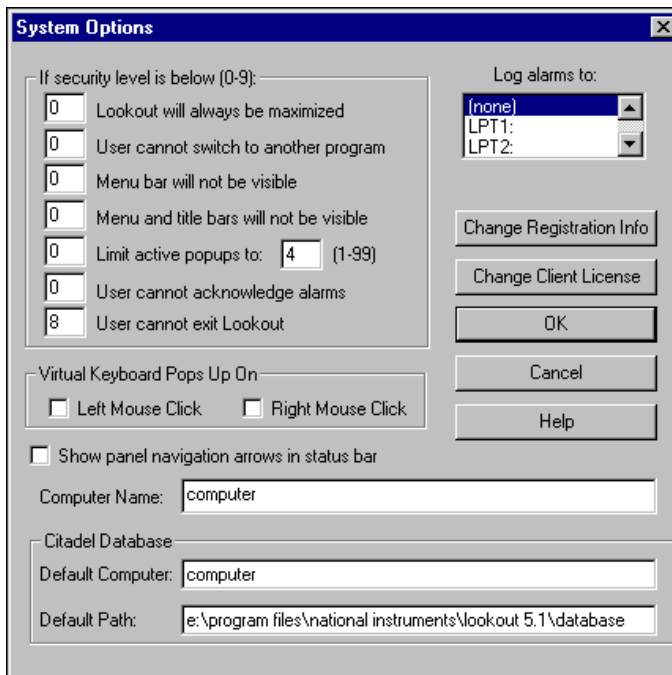 System Options
If security level is below (0-9):
0 Lookout will always be maximized
0 User cannot switch to another program
0 Menu bar will not be visible
0 Menu and title bars will not be visible
0 Limit active popups to: 4 (1-99)
0 User cannot acknowledge alarms
8 User cannot exit Lookout
Log alarms to:
(none)
LPT1:
LPT2:
Change Registration Info
Change Client License
OK
Cancel
Help
Virtual Keyboard Pops Up On
Left Mouse Click Right Mouse Click
Show panel navigation arrows in status bar
Computer Name: computer
Citadel Database
Default Computer: computer
Default Path: e:\program files\national instruments\lookout 5.1\database